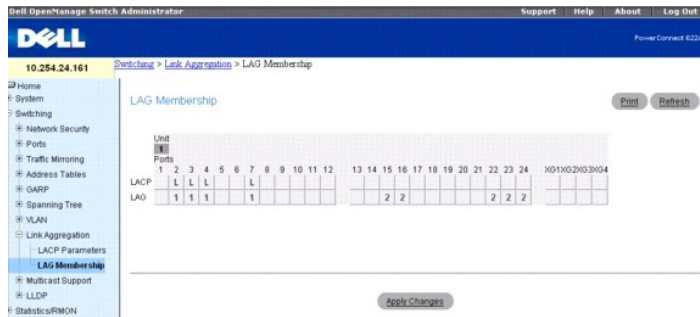 Dell OpenManage Switch Administrator Support Help About Log Out
DELL
PowerConnect 622
10.254.24.161
Switching > Link Aggregation > LAG Membership
Home
System
Switching
Network Security
Ports
Traffic Mirroring
Address Tables
GARP
Spanning Tree
VLAN
Link Aggregation
LACP Parameters
LAG Membership
Multicast Support
LLDP
Statistics/RMON
LAG Membership
Print Refresh
Unit
1
Ports
1 2 3 4 5 6 7 8 9 10 11 12 13 14 15 16 17 18 19 20 21 22 23 24 XG1 XG2 XG3 XG4
LACP L L L L
LAG 1 1 1 1 2 2 2 2 2
Apply Changes